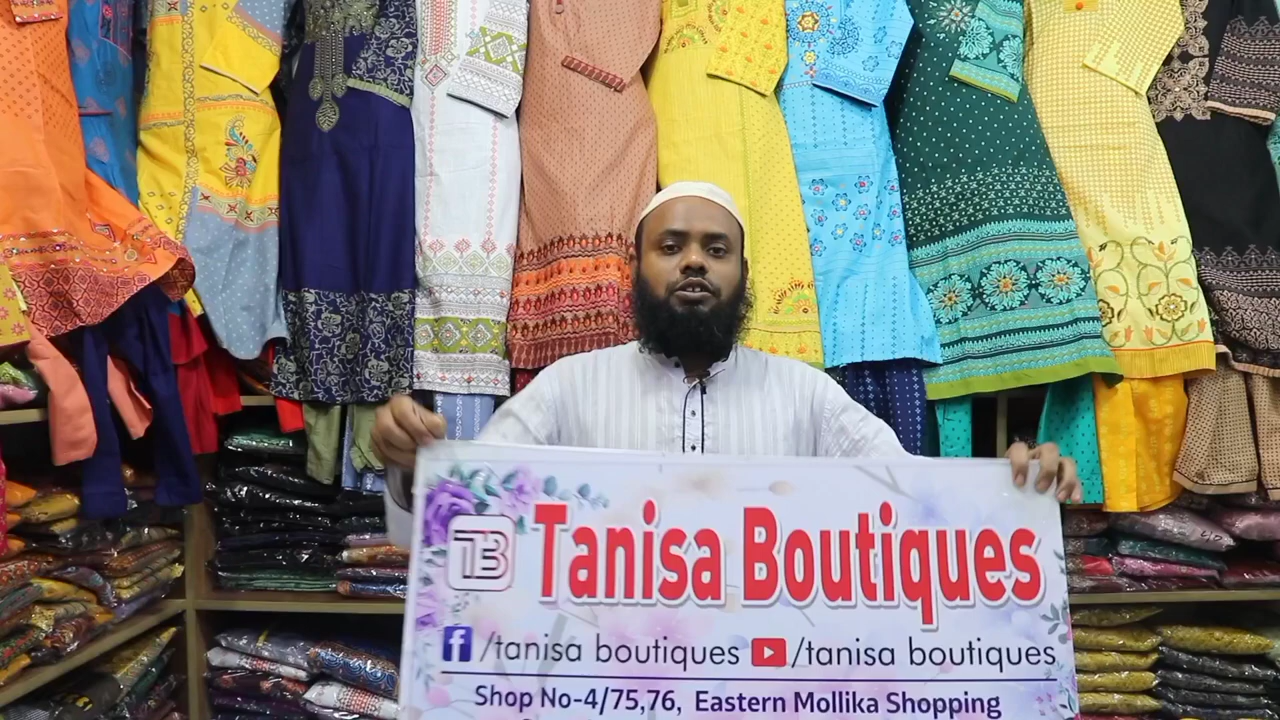 TB Tanisa Boutiques
f /tanisa boutiques /tanisa boutiques
Shop No-4/75,76, Eastern Mollika Shopping